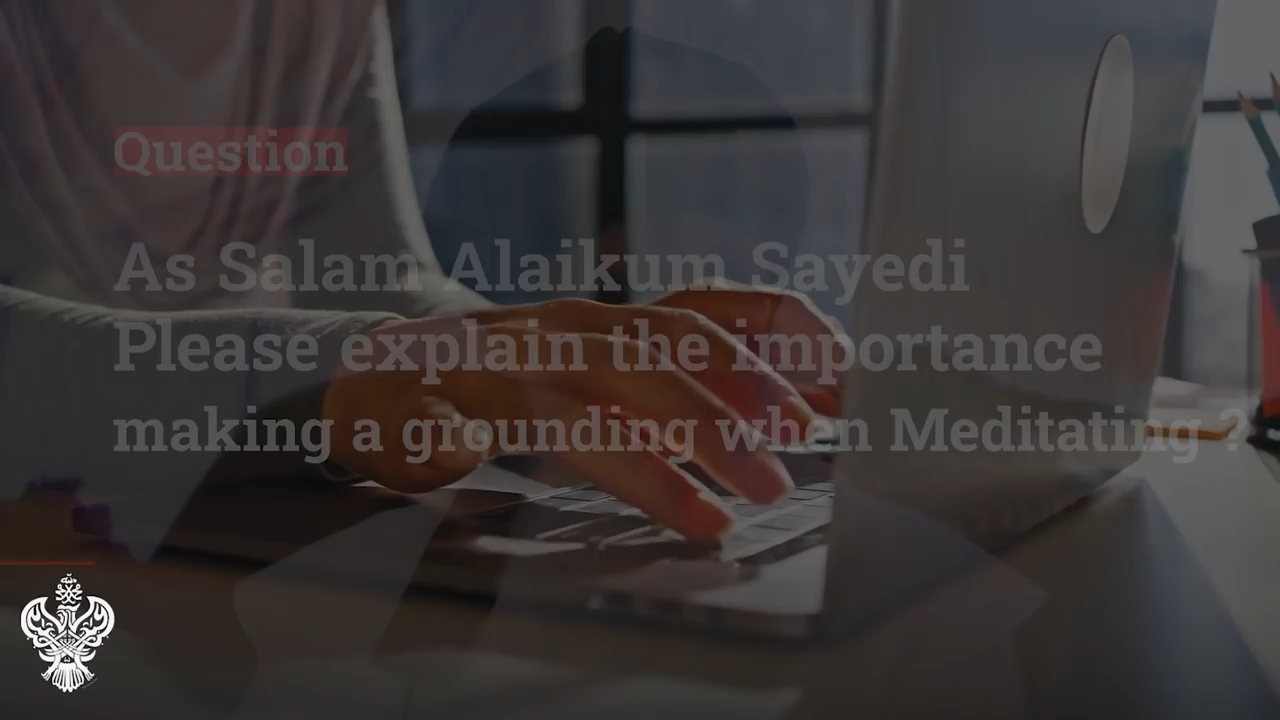 Question
As Salam Alaikum Sayedi
Please explain the importance
making a grounding when Meditating ?